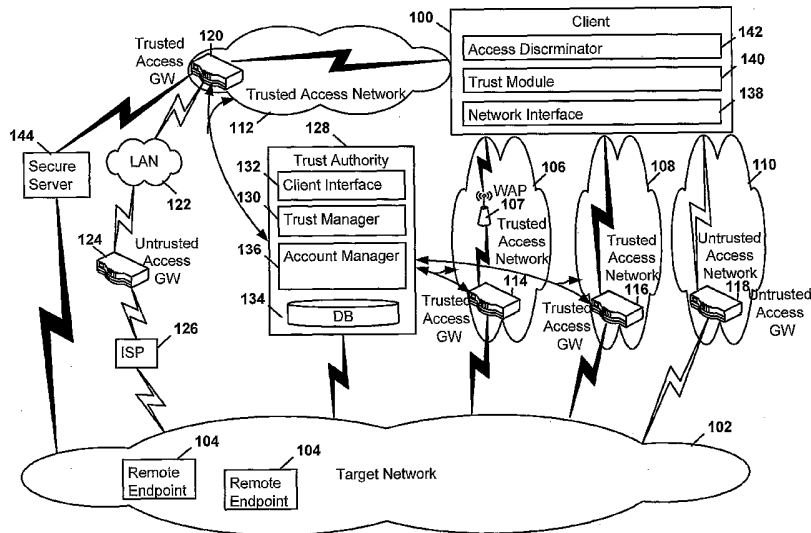 120
Trusted
Access
GW
Trusted Access Network
112
100
Client
Access Discrminator
142
Trust Module
140
Network Interface
138
144
Secure
Server
LAN
122
124
Untrusted
Access
GW
126
ISP
128
Trust Authority
132
Client Interface
130
Trust Manager
136
Account Manager
134
DB
106
WAP
107
Trusted
Access
Network
114
Trusted
Access
GW
108
Trusted
Access
Network
116
Trusted
Access
GW
110
Untrusted
Access
Network
118
Untrusted
Access
GW
102
104
Remote
Endpoint
104
Remote
Endpoint
Target Network